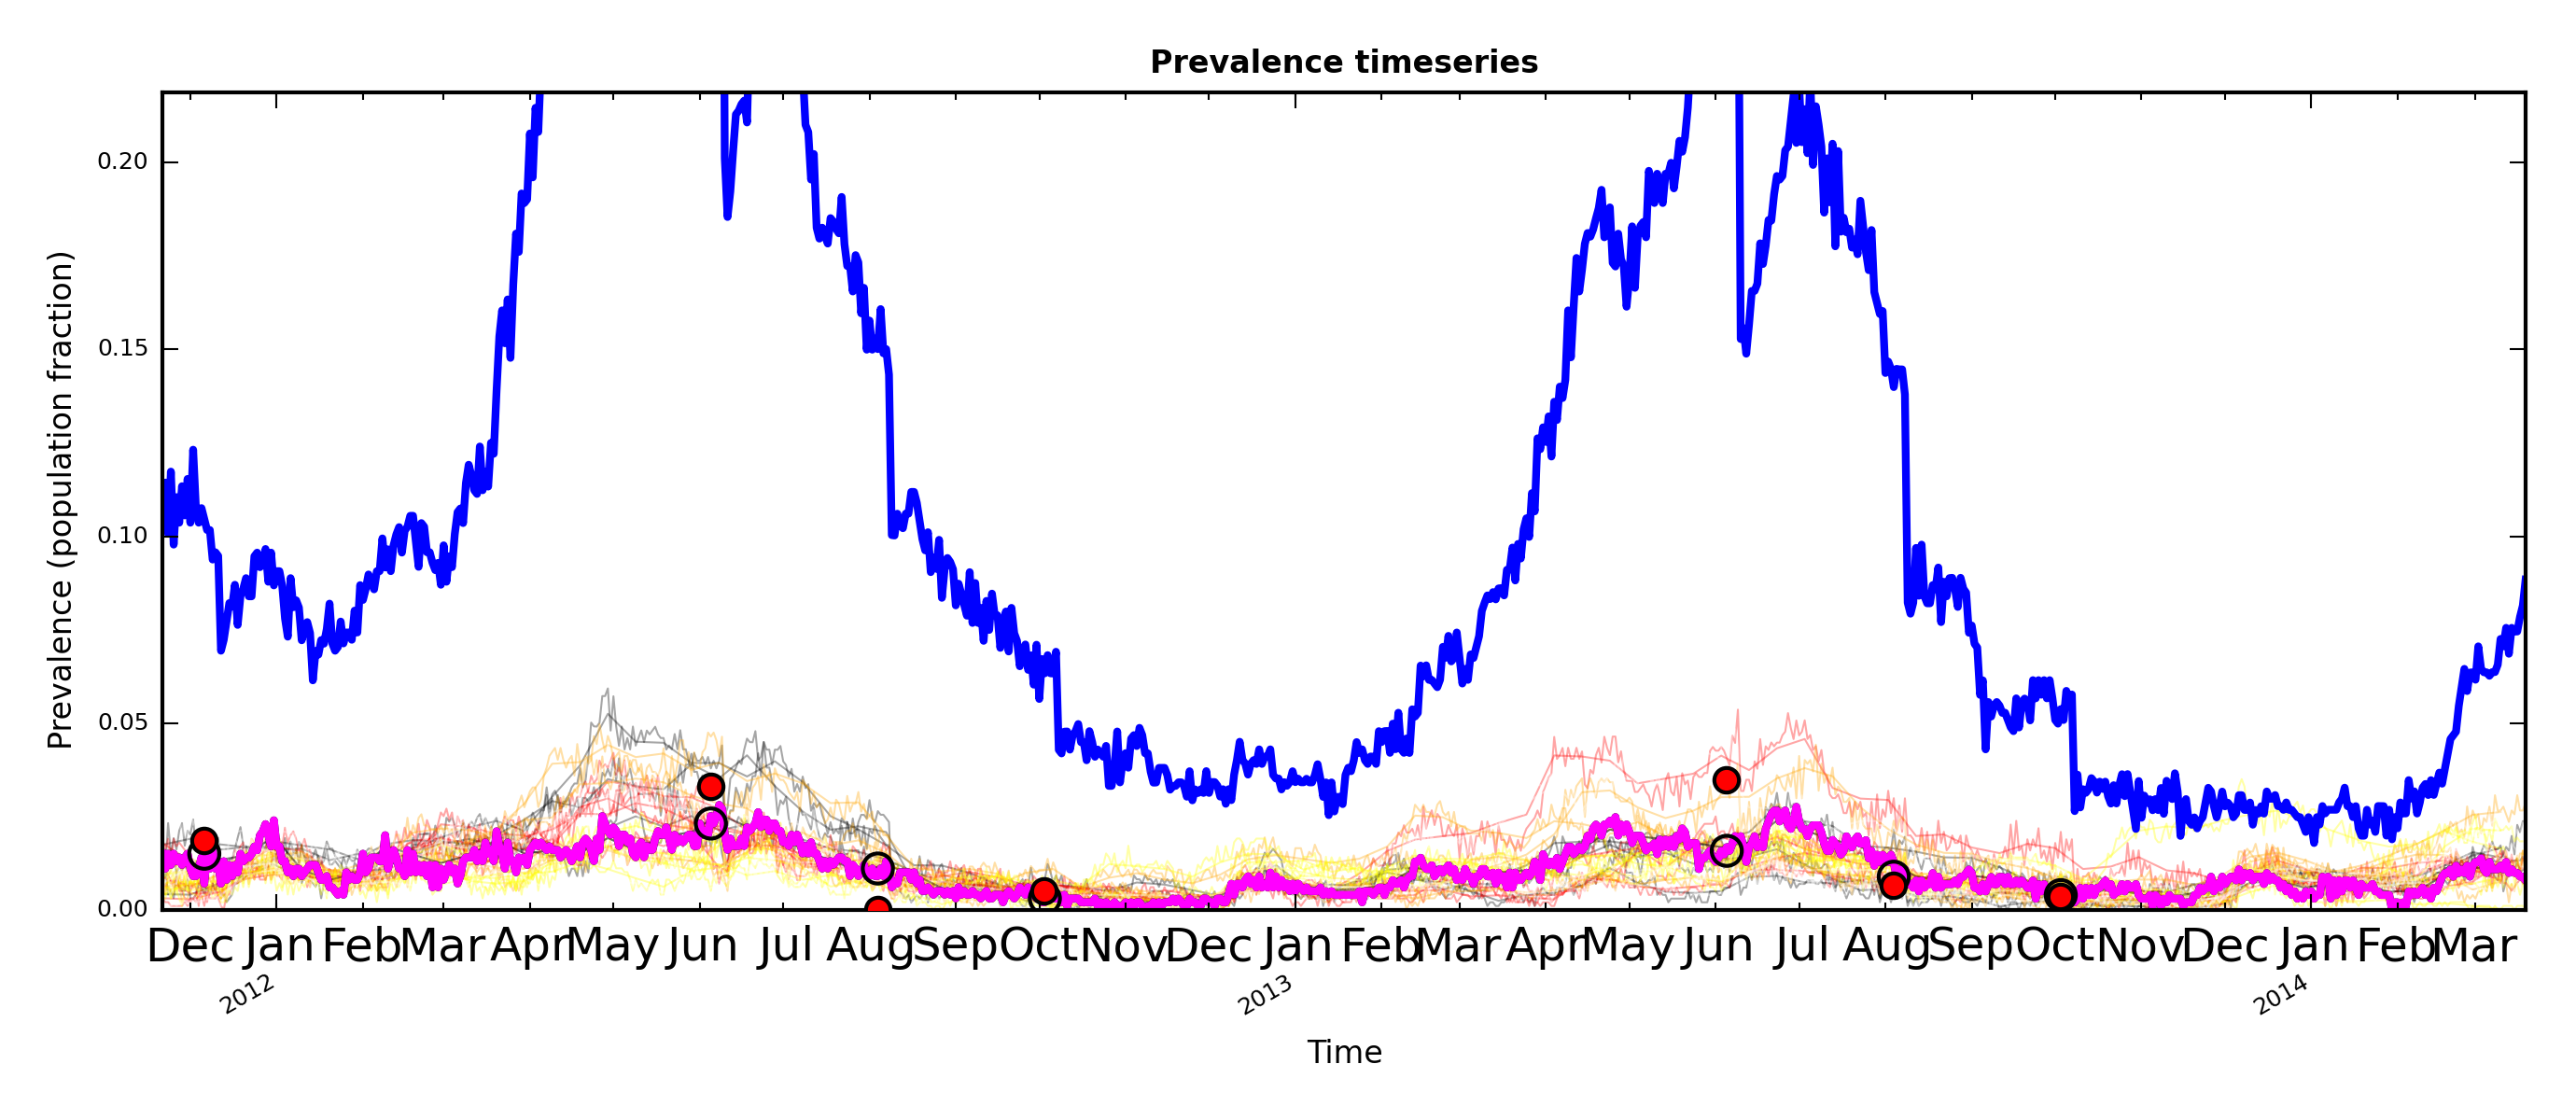 Prevalence timeseries
Prevalence (population fraction)
0.20
0.15
0.10
0.05
0.00
Dec Jan Feb Mar Apr May Jun Jul Aug Sep Oct Nov Dec Jan Feb Mar Apr May Jun Jul Aug Sep Oct Nov Dec Jan Feb Mar
2012 2013 2014
Time